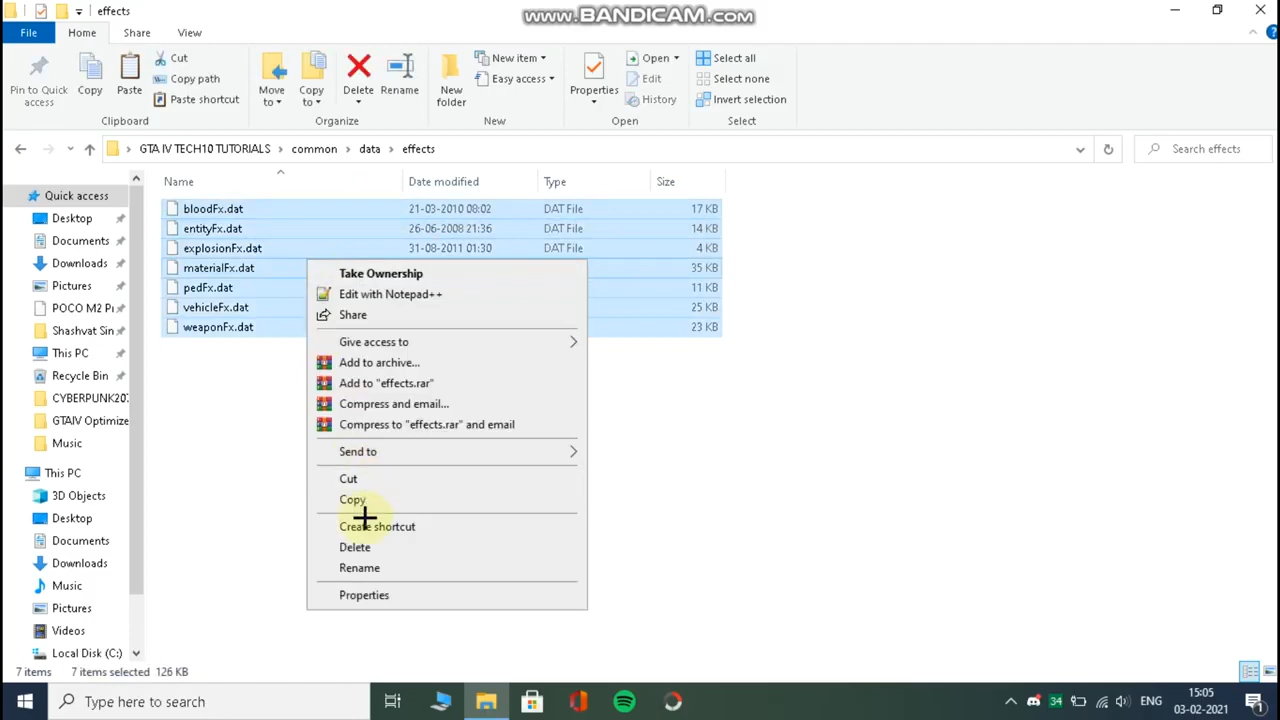 effects
www.BANDICAM.com
File
Home
Share
View
Pin to Quick access
Copy
Paste
Cut
Copy path
Paste shortcut
Clipboard
Move to
Copy to
Delete
Rename
Organize
New folder
New item
Easy access
New
Properties
Open
Edit
History
Open
Select all
Select none
Invert selection
Select
GTA IV TECH10 TUTORIALS > common > data > effects
Search effects
Name Date modified Type Size
bloodFx.dat 21-03-2010 08:02 DAT File 17 KB
entityFx.dat 26-06-2008 21:36 DAT File 14 KB
explosionFx.dat 31-08-2011 01:30 DAT File 4 KB
materialFx.dat 35 KB
pedFx.dat 11 KB
vehicleFx.dat 25 KB
weaponFx.dat 23 KB
Quick access
Desktop
Documents
Downloads
Pictures
POCO M2 P
Shashvat Sin
This PC
Recycle Bin
CYBERPUNK207
GTAIV Optimize
Music
This PC
3D Objects
Desktop
Documents
Downloads
Music
Pictures
Videos
Local Disk (C:)
Take Ownership
Edit with Notepad++
Share
Give access to
Add to archive...
Add to "effects.rar"
Compress and email...
Compress to "effects.rar" and email
Send to
Cut
Copy
Create shortcut
Delete
Rename
Properties
7 items 7 items selected 126 KB
Type here to search
34
ENG
15:05
03-02-2021
1